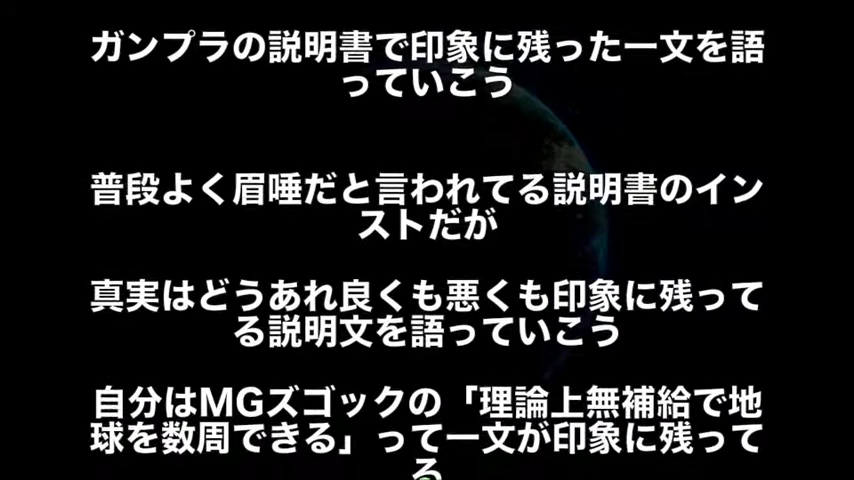 ガンプラの説明書で印象に残った一文を語
っていこう
普段よく眉唾だと言われてる説明書のイン
ストだが
真実はどうあれ良くも悪くも印象に残って
る説明文を語っていこう
自分はMGズゴックの「理論上無補給で地
球を数周できる」って一文が印象に残って
る